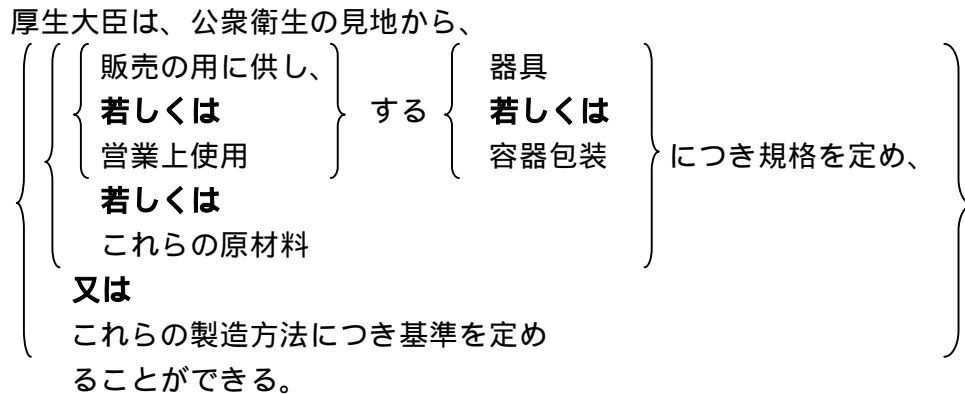 厚生大臣は、公衆衛生の見地から、
販売の用に供し、 器具
若しくは する 若しくは
営業上使用 容器包装 につき規格を定め、
若しくは
これらの原材料
又は
これらの製造方法につき基準を定め
ることができる。